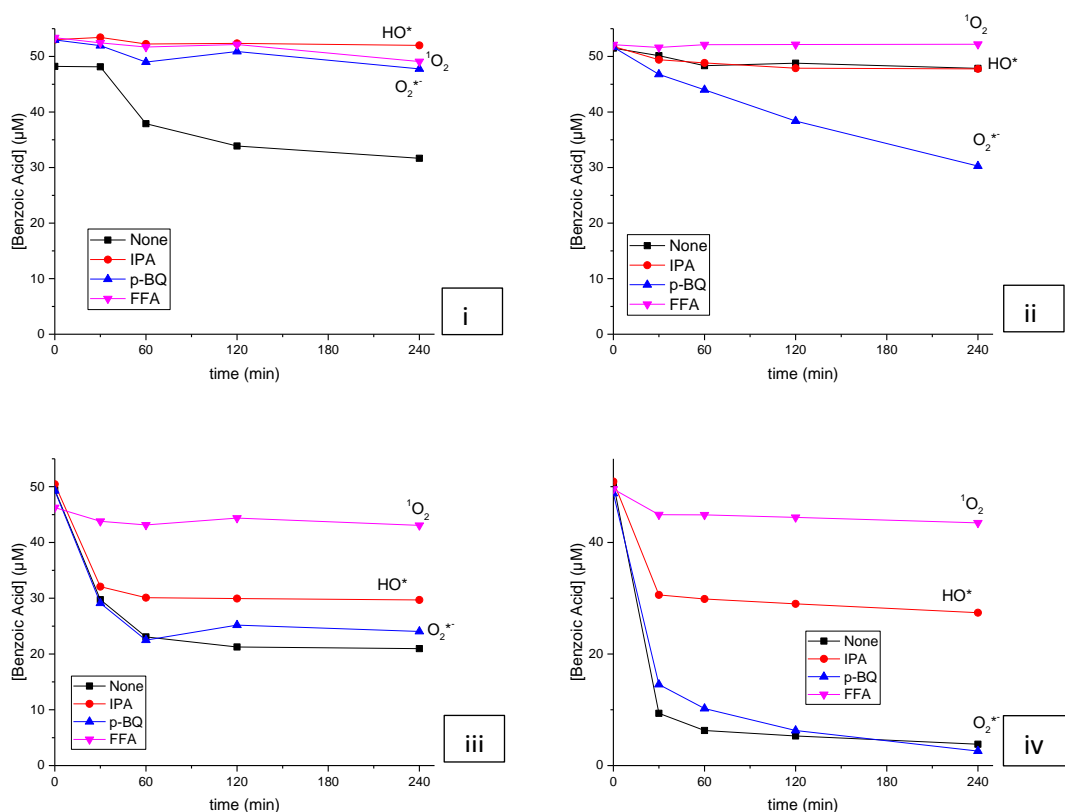 HO*
¹O₂
O₂*⁻
[Benzoic Acid] (µM)
50
40
30
20
10
0
None
IPA
p-BQ
FFA
0 60 120 180 240
time (min)
i
¹O₂
HO*
O₂*⁻
[Benzoic Acid] (µM)
50
40
30
20
10
0
None
IPA
p-BQ
FFA
0 60 120 180 240
time (min)
ii
¹O₂
HO*
O₂*⁻
[Benzoic Acid] (µM)
50
40
30
20
10
0
None
IPA
p-BQ
FFA
0 60 120 180 240
time (min)
iii
¹O₂
HO*
O₂*⁻
[Benzoic Acid] (µM)
50
40
30
20
10
0
None
IPA
p-BQ
FFA
0 60 120 180 240
time (min)
iv